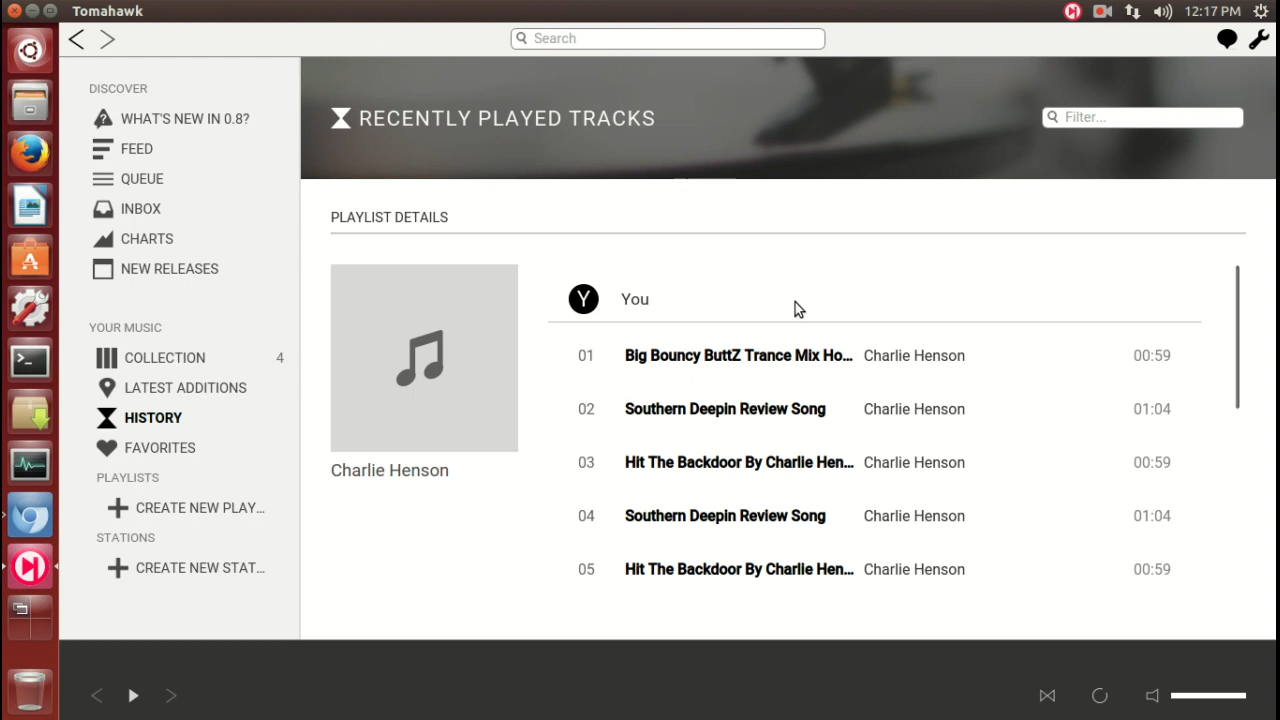 Tomahawk
12:17 PM
Search
DISCOVER
WHAT'S NEW IN 0.8?
FEED
QUEUE
INBOX
CHARTS
NEW RELEASES
YOUR MUSIC
COLLECTION 4
LATEST ADDITIONS
HISTORY
FAVORITES
PLAYLISTS
CREATE NEW PLAY...
STATIONS
CREATE NEW STAT...
RECENTLY PLAYED TRACKS
Filter...
PLAYLIST DETAILS
Charlie Henson
Y You
01 Big Bouncy ButtZ Trance Mix Ho... Charlie Henson 00:59
02 Southern Deepin Review Song Charlie Henson 01:04
03 Hit The Backdoor By Charlie Hen... Charlie Henson 00:59
04 Southern Deepin Review Song Charlie Henson 01:04
05 Hit The Backdoor By Charlie Hen... Charlie Henson 00:59